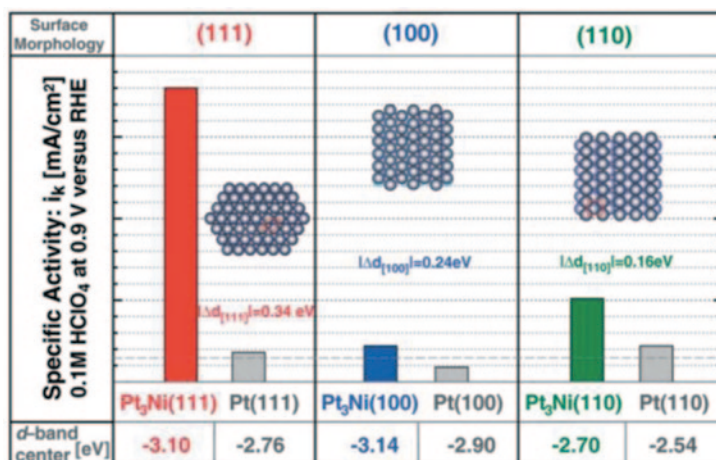 Surface Morphology
(111)
(100)
(110)
Specific Activity: iₖ [mA/cm²]
0.1M HClO₄ at 0.9 V versus RHE
|Δd[111]|=0.34 eV
|Δd[100]|=0.24eV
|Δd[110]|=0.16eV
Pt₃Ni(111) Pt(111) Pt₃Ni(100) Pt(100) Pt₃Ni(110) Pt(110)
d-band center [eV]
-3.10 -2.76 -3.14 -2.90 -2.70 -2.54